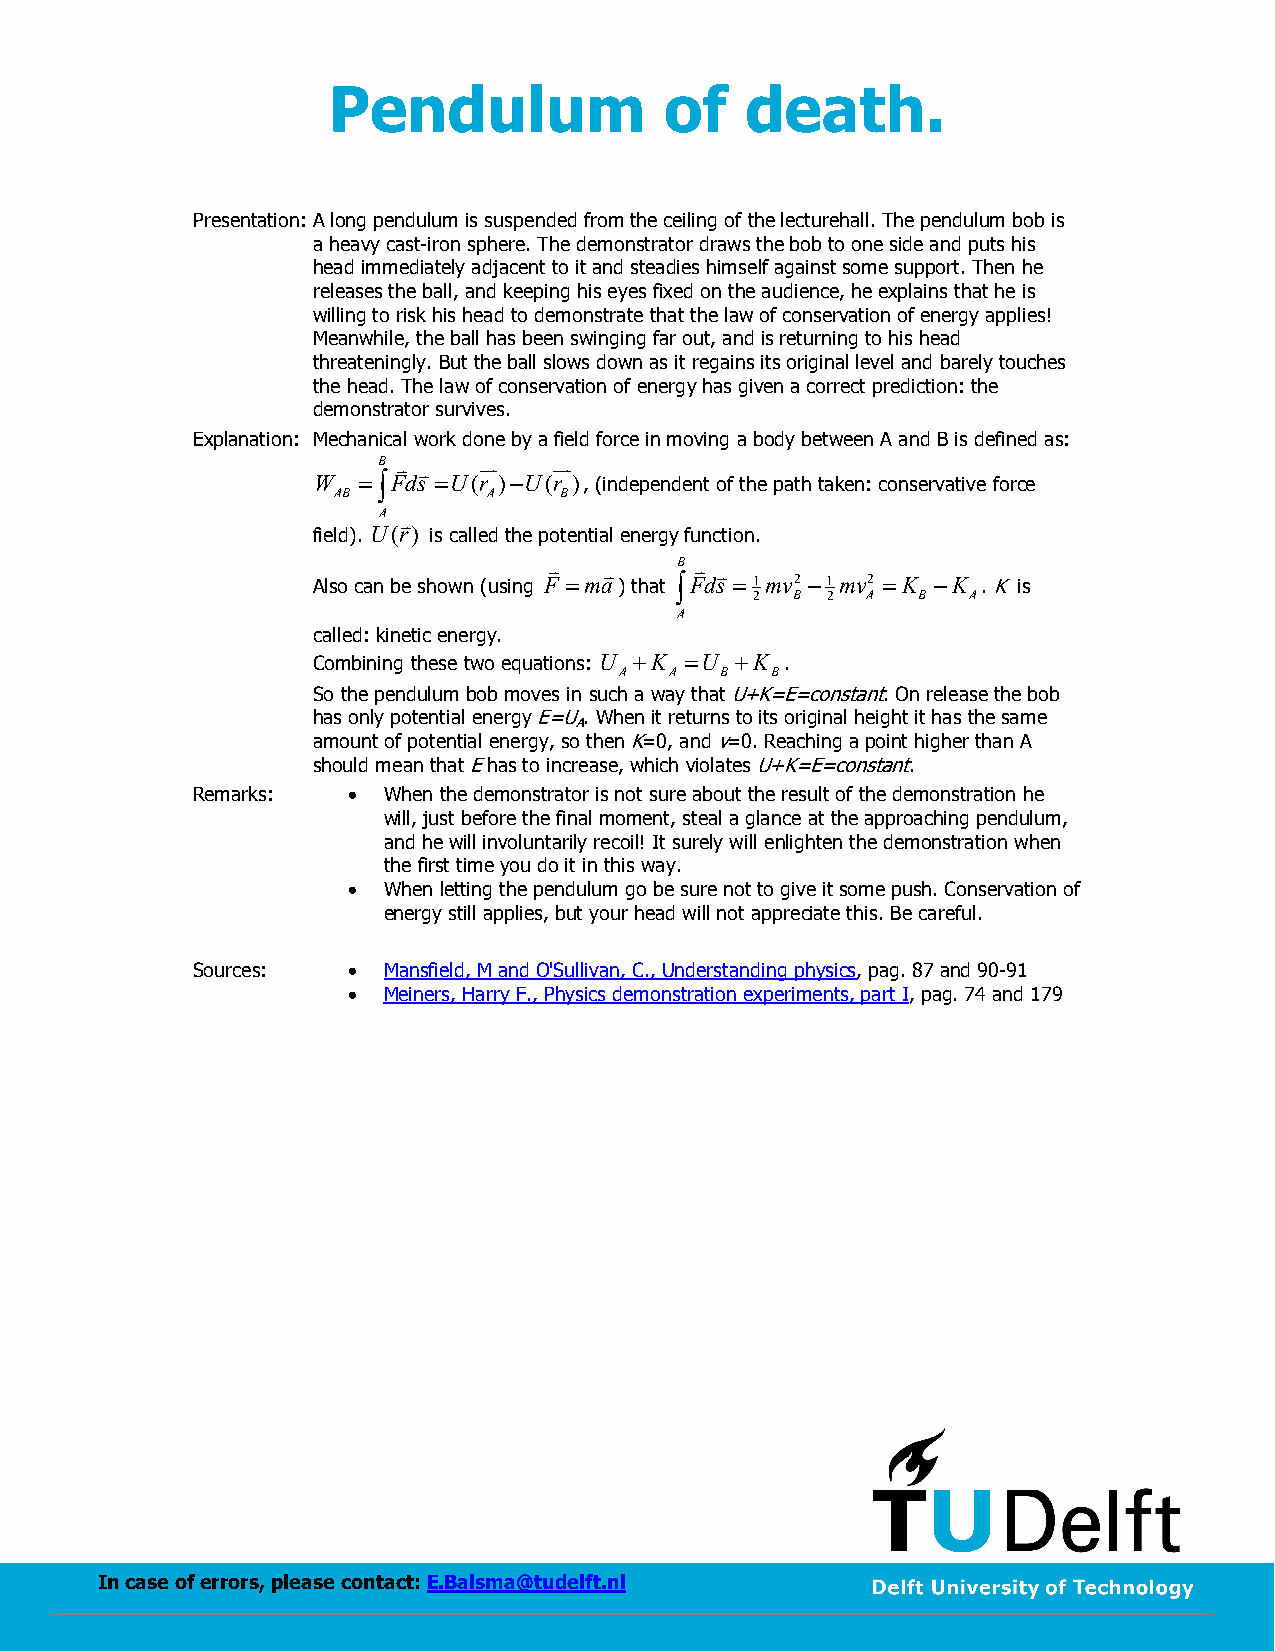 Pendulum of death.
Presentation: A long pendulum is suspended from the ceiling of the lecturehall. The pendulum bob is
a heavy cast-iron sphere. The demonstrator draws the bob to one side and puts his
head immediately adjacent to it and steadies himself against some support. Then he
releases the ball, and keeping his eyes fixed on the audience, he explains that he is
willing to risk his head to demonstrate that the law of conservation of energy applies!
Meanwhile, the ball has been swinging far out, and is returning to his head
threateningly. But the ball slows down as it regains its original level and barely touches
the head. The law of conservation of energy has given a correct prediction: the
demonstrator survives.
Explanation: Mechanical work done by a field force in moving a body between A and B is defined as:
$W_{AB} = \int_A^B \vec{F} d\vec{s} = U(\vec{r_A}) - U(\vec{r_B})$, (independent of the path taken: conservative force
field). $U(\vec{r})$ is called the potential energy function.
Also can be shown (using $\vec{F} = m\vec{a}$) that $\int_A^B \vec{F} d\vec{s} = \frac{1}{2} m v_B^2 - \frac{1}{2} m v_A^2 = K_B - K_A$. K is
called: kinetic energy.
Combining these two equations: $U_A + K_A = U_B + K_B$.
So the pendulum bob moves in such a way that U+K=E=constant. On release the bob
has only potential energy $E=U_A$. When it returns to its original height it has the same
amount of potential energy, so then K=0, and v=0. Reaching a point higher than A
should mean that E has to increase, which violates U+K=E=constant.
Remarks: • When the demonstrator is not sure about the result of the demonstration he
will, just before the final moment, steal a glance at the approaching pendulum,
and he will involuntarily recoil! It surely will enlighten the demonstration when
the first time you do it in this way.
• When letting the pendulum go be sure not to give it some push. Conservation of
energy still applies, but your head will not appreciate this. Be careful.
Sources: • Mansfield, M and O'Sullivan, C., Understanding physics, pag. 87 and 90-91
• Meiners, Harry F., Physics demonstration experiments, part I, pag. 74 and 179
TUDelft
In case of errors, please contact: E.Balsma@tudelft.nl
Delft University of Technology